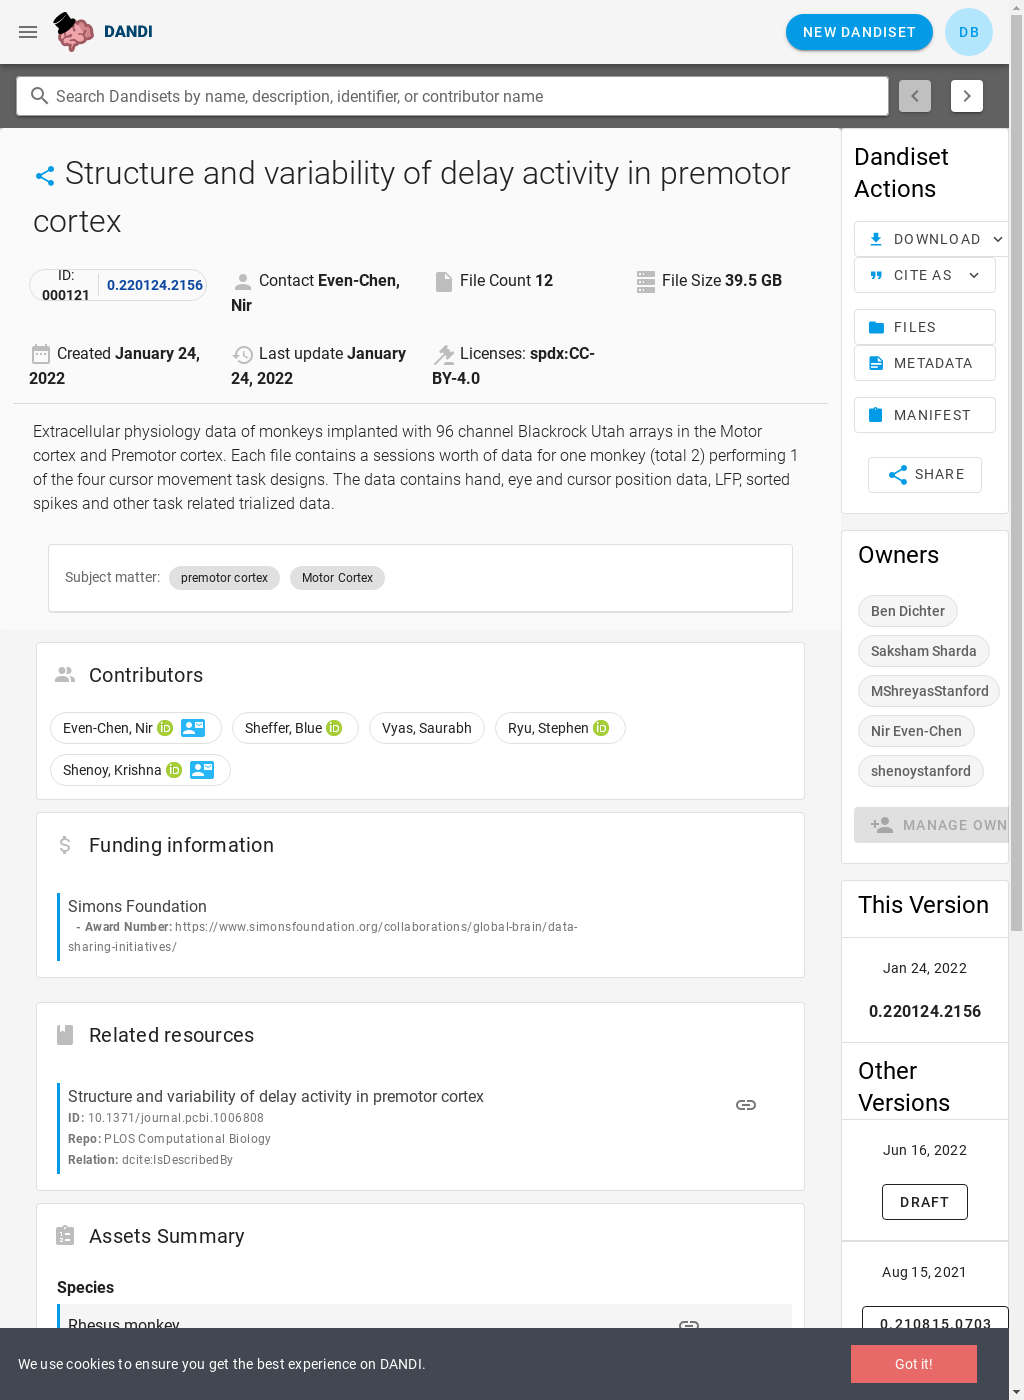 DANDI
NEW DANDISET
DB
Search Dandisets by name, description, identifier, or contributor name
Structure and variability of delay activity in premotor
cortex
ID:
000121
0.220124.2156
Contact Even-Chen,
Nir
File Count 12
File Size 39.5 GB
Created January 24,
2022
Last update January
24, 2022
Licenses: spdx:CC-
BY-4.0
Extracellular physiology data of monkeys implanted with 96 channel Blackrock Utah arrays in the Motor
cortex and Premotor cortex. Each file contains a sessions worth of data for one monkey (total 2) performing 1
of the four cursor movement task designs. The data contains hand, eye and cursor position data, LFP, sorted
spikes and other task related trialized data.
Subject matter: premotor cortex Motor Cortex
Contributors
Even-Chen, Nir iD Sheffer, Blue iD Vyas, Saurabh Ryu, Stephen iD
Shenoy, Krishna iD
Funding information
Simons Foundation
- Award Number: https://www.simonsfoundation.org/collaborations/global-brain/data-
sharing-initiatives/
Related resources
Structure and variability of delay activity in premotor cortex
ID: 10.1371/journal.pcbi.1006808
Repo: PLOS Computational Biology
Relation: dcite:IsDescribedBy
Assets Summary
Species
Rhesus monkey
Dandiset
Actions
DOWNLOAD
CITE AS
FILES
METADATA
MANIFEST
SHARE
Owners
Ben Dichter
Saksham Sharda
MShreyasStanford
Nir Even-Chen
shenoystanford
MANAGE OWN
This Version
Jan 24, 2022
0.220124.2156
Other
Versions
Jun 16, 2022
DRAFT
Aug 15, 2021
0.210815.0703
We use cookies to ensure you get the best experience on DANDI.
Got it!